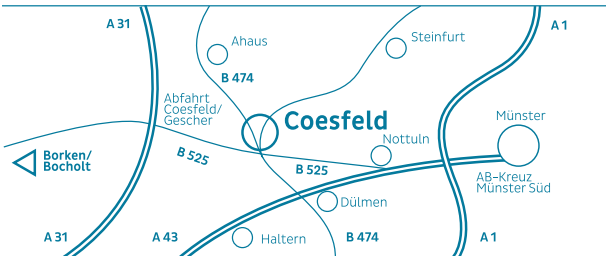 A 31
Ahaus
Steinfurt
A 1
B 474
Abfahrt
Coesfeld/
Gescher
Coesfeld
Münster
Nottuln
Borken/
Bocholt
B 525
B 525
AB-Kreuz
Münster Süd
Dülmen
A 31
A 43
Haltern
B 474
A 1